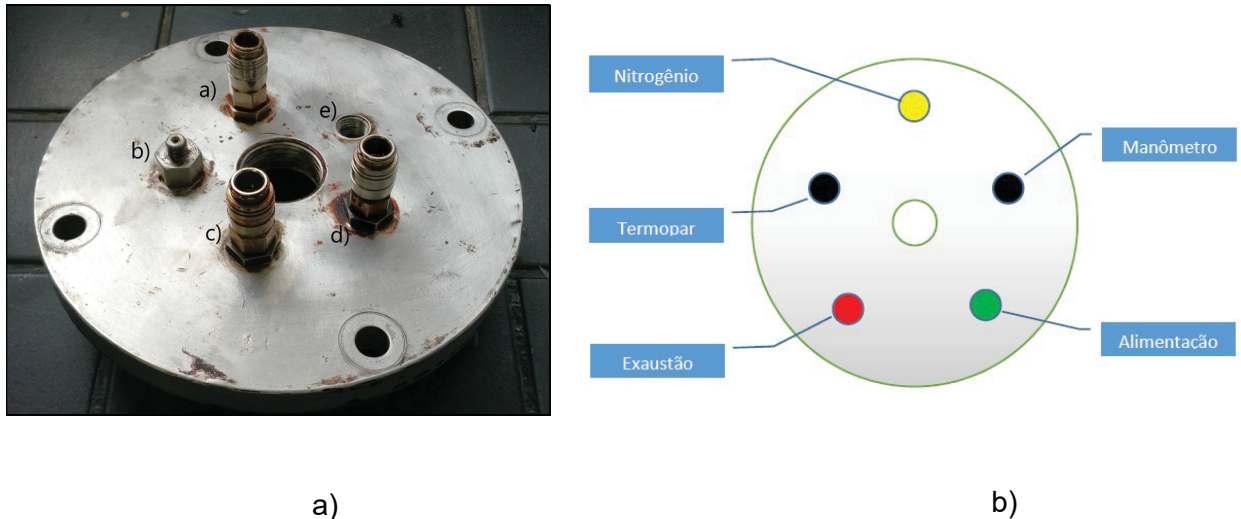 a)
e)
b)
c)
d)
Nitrogênio
Manômetro
Termopar
Exaustão
Alimentação
a)
b)